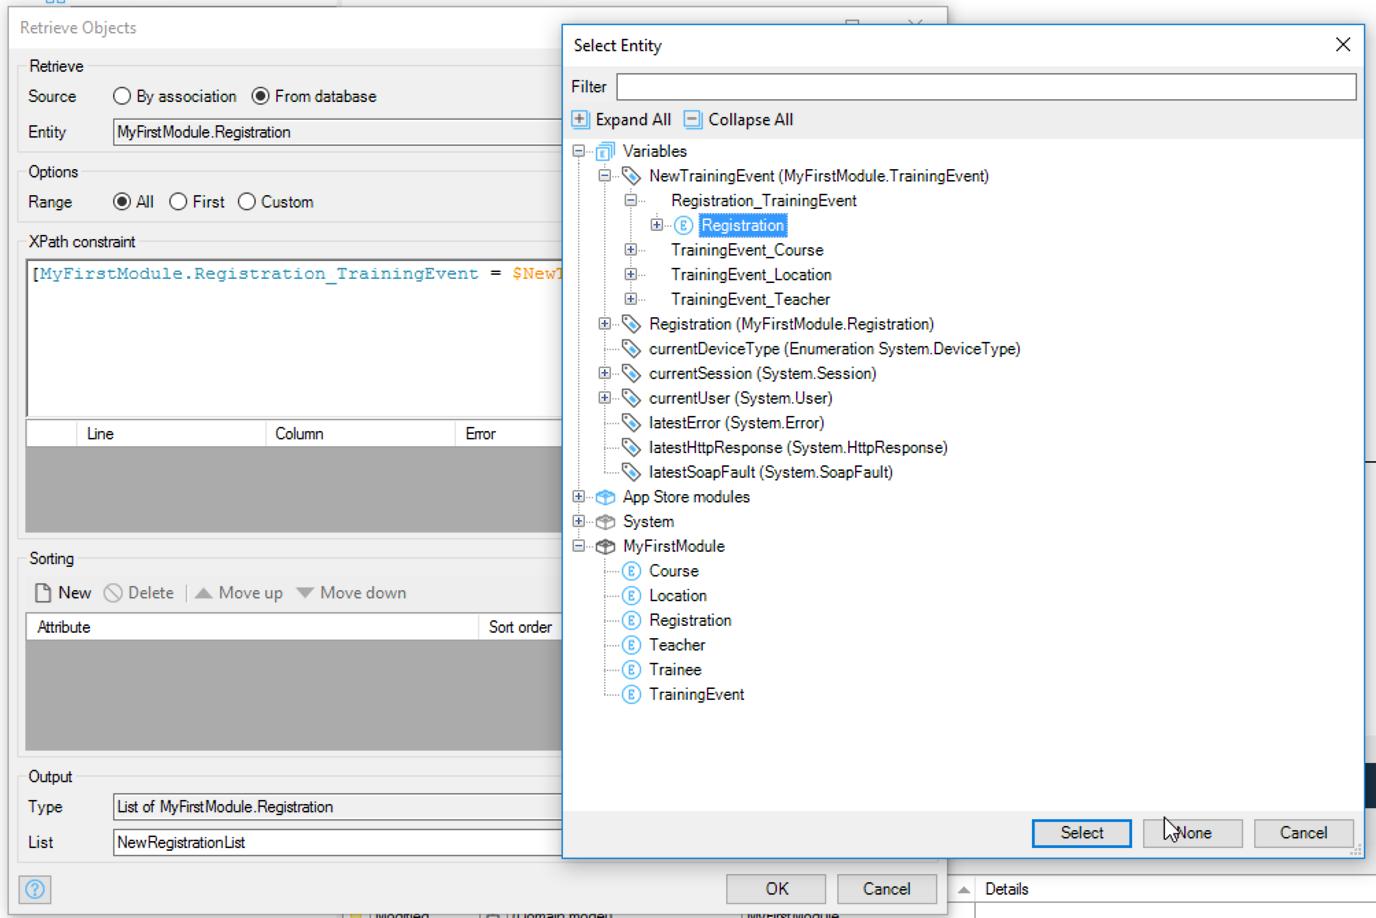 Retrieve Objects
Retrieve
Source By association From database
Entity MyFirstModule.Registration
Options
Range All First Custom
XPath constraint
[MyFirstModule.Registration_TrainingEvent = $New
Line Column Error
Sorting
New Delete Move up Move down
Attribute Sort order
Output
Type List of MyFirstModule.Registration
List NewRegistrationList
OK Cancel
Select Entity
Filter
Expand All Collapse All
Variables
NewTrainingEvent (MyFirstModule.TrainingEvent)
Registration_TrainingEvent
Registration
TrainingEvent_Course
TrainingEvent_Location
TrainingEvent_Teacher
Registration (MyFirstModule.Registration)
currentDeviceType (Enumeration System.DeviceType)
currentSession (System.Session)
currentUser (System.User)
latestError (System.Error)
latestHttpResponse (System.HttpResponse)
latestSoapFault (System.SoapFault)
App Store modules
System
MyFirstModule
Course
Location
Registration
Teacher
Trainee
TrainingEvent
Select None Cancel
Details
Modified (Domain model) MyFirstModule